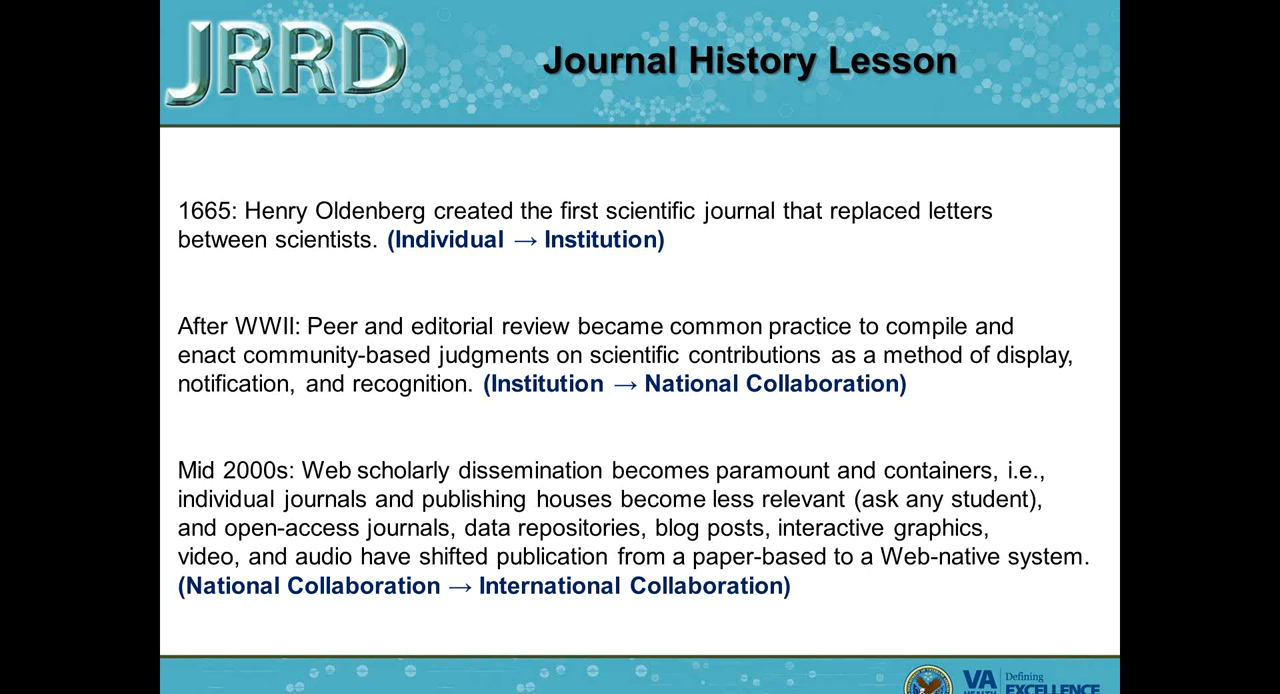 JRRD
Journal History Lesson
1665: Henry Oldenberg created the first scientific journal that replaced letters
between scientists. (Individual → Institution)
After WWII: Peer and editorial review became common practice to compile and
enact community-based judgments on scientific contributions as a method of display,
notification, and recognition. (Institution → National Collaboration)
Mid 2000s: Web scholarly dissemination becomes paramount and containers, i.e.,
individual journals and publishing houses become less relevant (ask any student),
and open-access journals, data repositories, blog posts, interactive graphics,
video, and audio have shifted publication from a paper-based to a Web-native system.
(National Collaboration → International Collaboration)
VA
HEALTH
Defining
EXCELLENCE